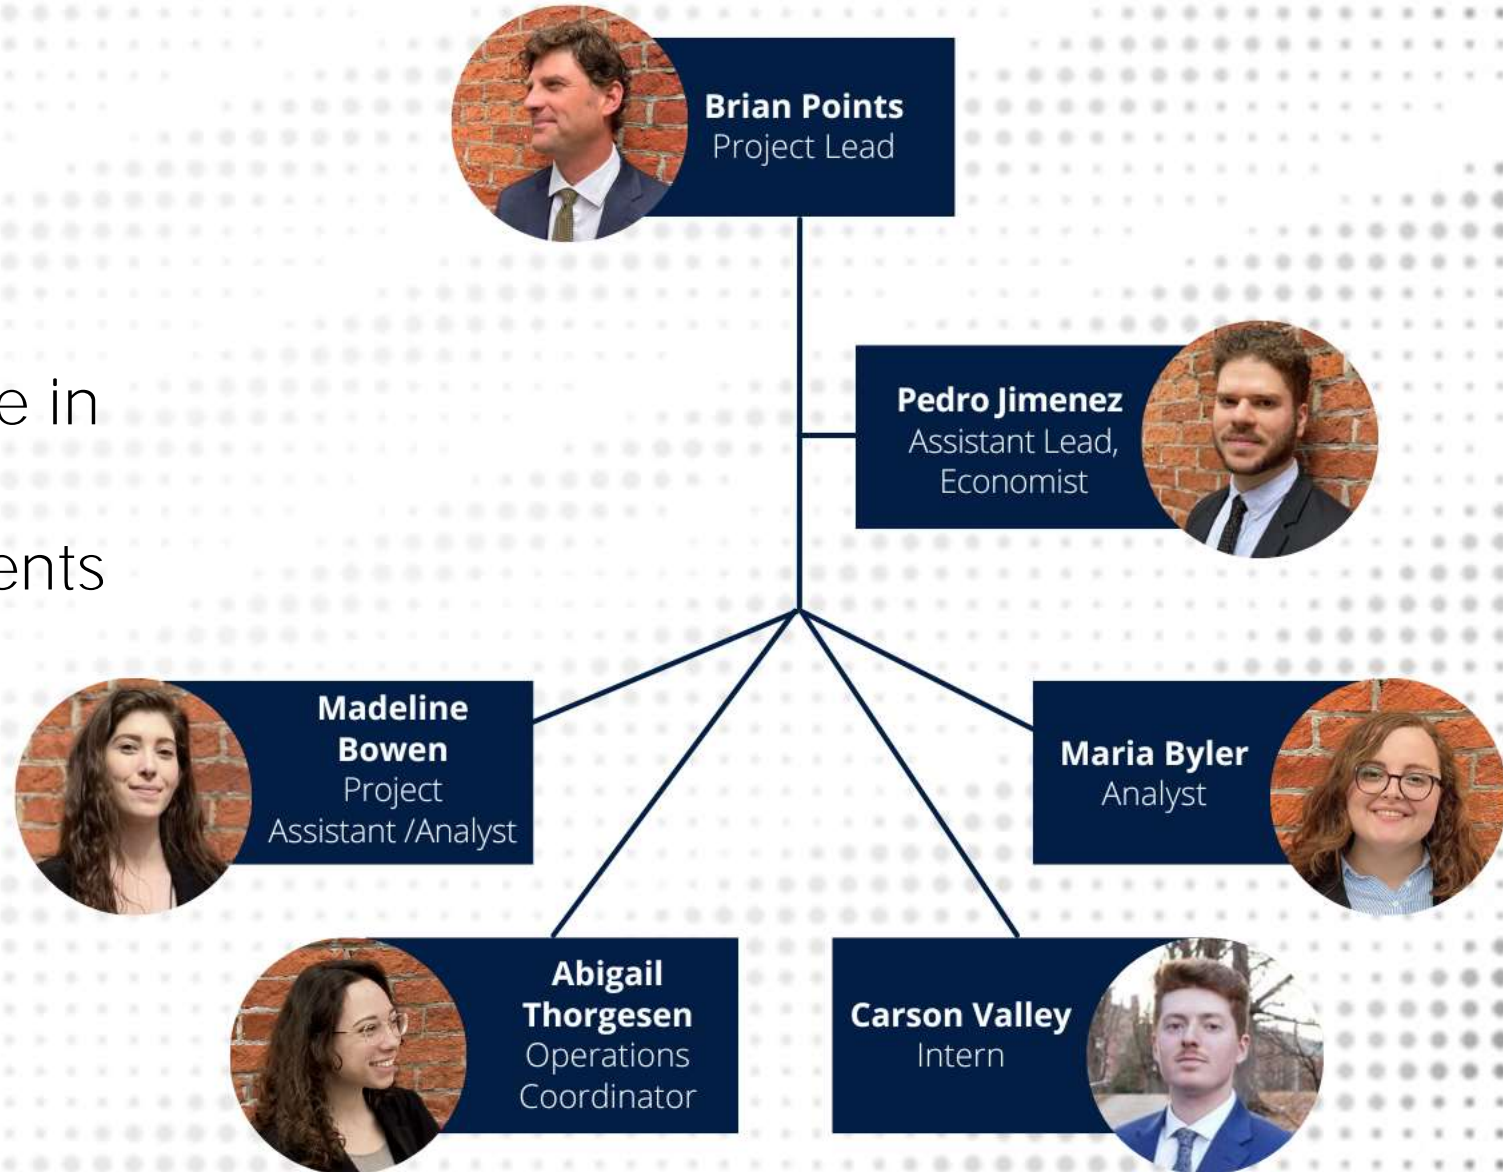 Brian Points
Project Lead
Pedro Jimenez
Assistant Lead,
Economist
e in
ents
Madeline
Bowen
Project
Assistant /Analyst
Maria Byler
Analyst
Abigail
Thorgesen
Operations
Coordinator
Carson Valley
Intern